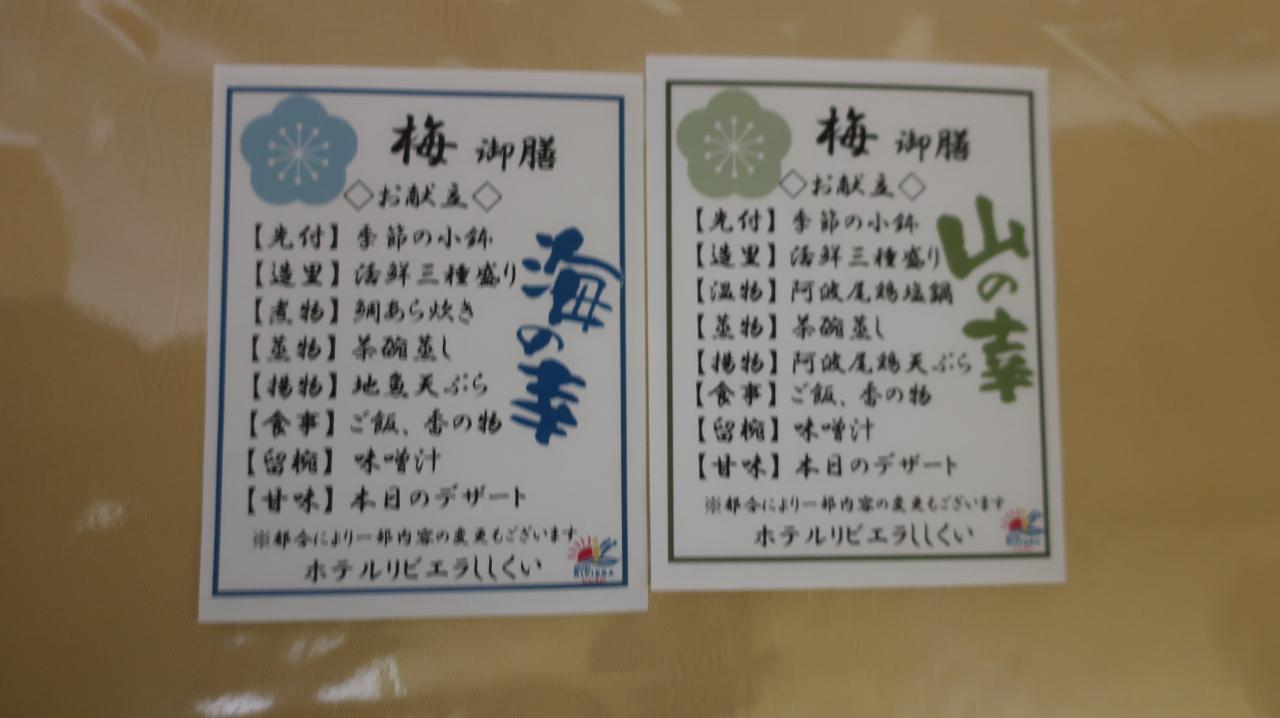 梅 御膳
◇お献立◇
【先付】季節の小鉢
【造里】活鮮三種盛り
【煮物】鯛あら炊き
【蒸物】茶碗蒸し
【揚物】地魚天ぷら
【食事】ご飯、香の物
【留椀】味噌汁
【甘味】本日のデザート
海の幸
※都合により一部内容の変更もございます
ホテルリビエラししくい
RIVIERA
梅 御膳
◇お献立◇
【先付】季節の小鉢
【造里】活鮮三種盛り
【温物】阿波尾鶏塩鍋
【蒸物】茶碗蒸し
【揚物】阿波尾鶏天ぷら
【食事】ご飯、香の物
【留椀】味噌汁
【甘味】本日のデザート
山の幸
※都合により一部内容の変更もございます
ホテルリビエラししくい
RIVIERA